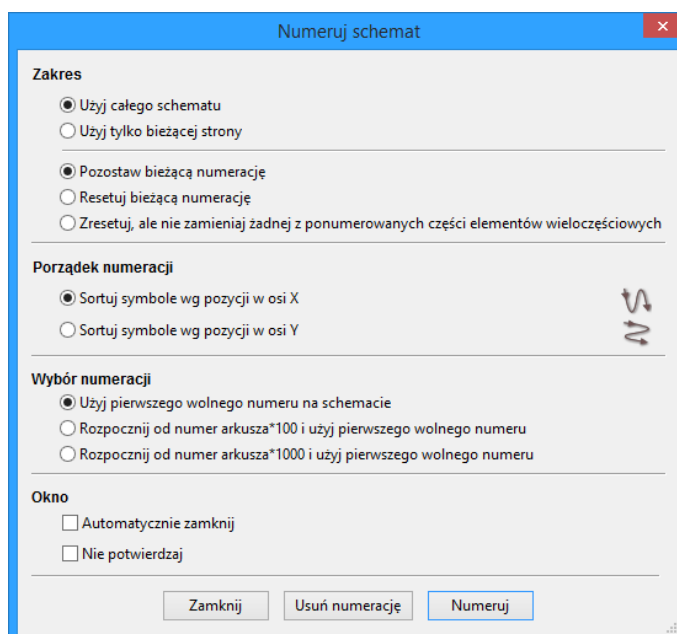 Numeruj schemat
Zakres
Użyj całego schematu
Użyj tylko bieżącej strony
Pozostaw bieżącą numerację
Resetuj bieżącą numerację
Zresetuj, ale nie zamieniaj żadnej z ponumerowanych części elementów wieloczęściowych
Porządek numeracji
Sortuj symbole wg pozycji w osi X
Sortuj symbole wg pozycji w osi Y
Wybór numeracji
Użyj pierwszego wolnego numeru na schemacie
Rozpocznij od numer arkusza*100 i użyj pierwszego wolnego numeru
Rozpocznij od numer arkusza*1000 i użyj pierwszego wolnego numeru
Okno
Automatycznie zamknij
Nie potwierdzaj
Zamknij Usuń numerację Numeruj